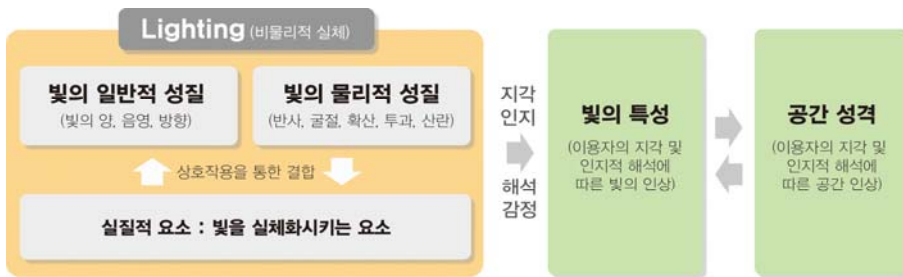 Lighting (비물리적 실체)
빛의 일반적 성질
(빛의 양, 음영, 방향)
빛의 물리적 성질
(반사, 굴절, 확산, 투과, 산란)
상호작용을 통한 결합
실질적 요소 : 빛을 실체화시키는 요소
지각
인지
해석
감정
빛의 특성
(이용자의 지각 및
인지적 해석에
따른 빛의 인상)
공간 성격
(이용자의 지각 및
인지적 해석에
따른 공간 인상)